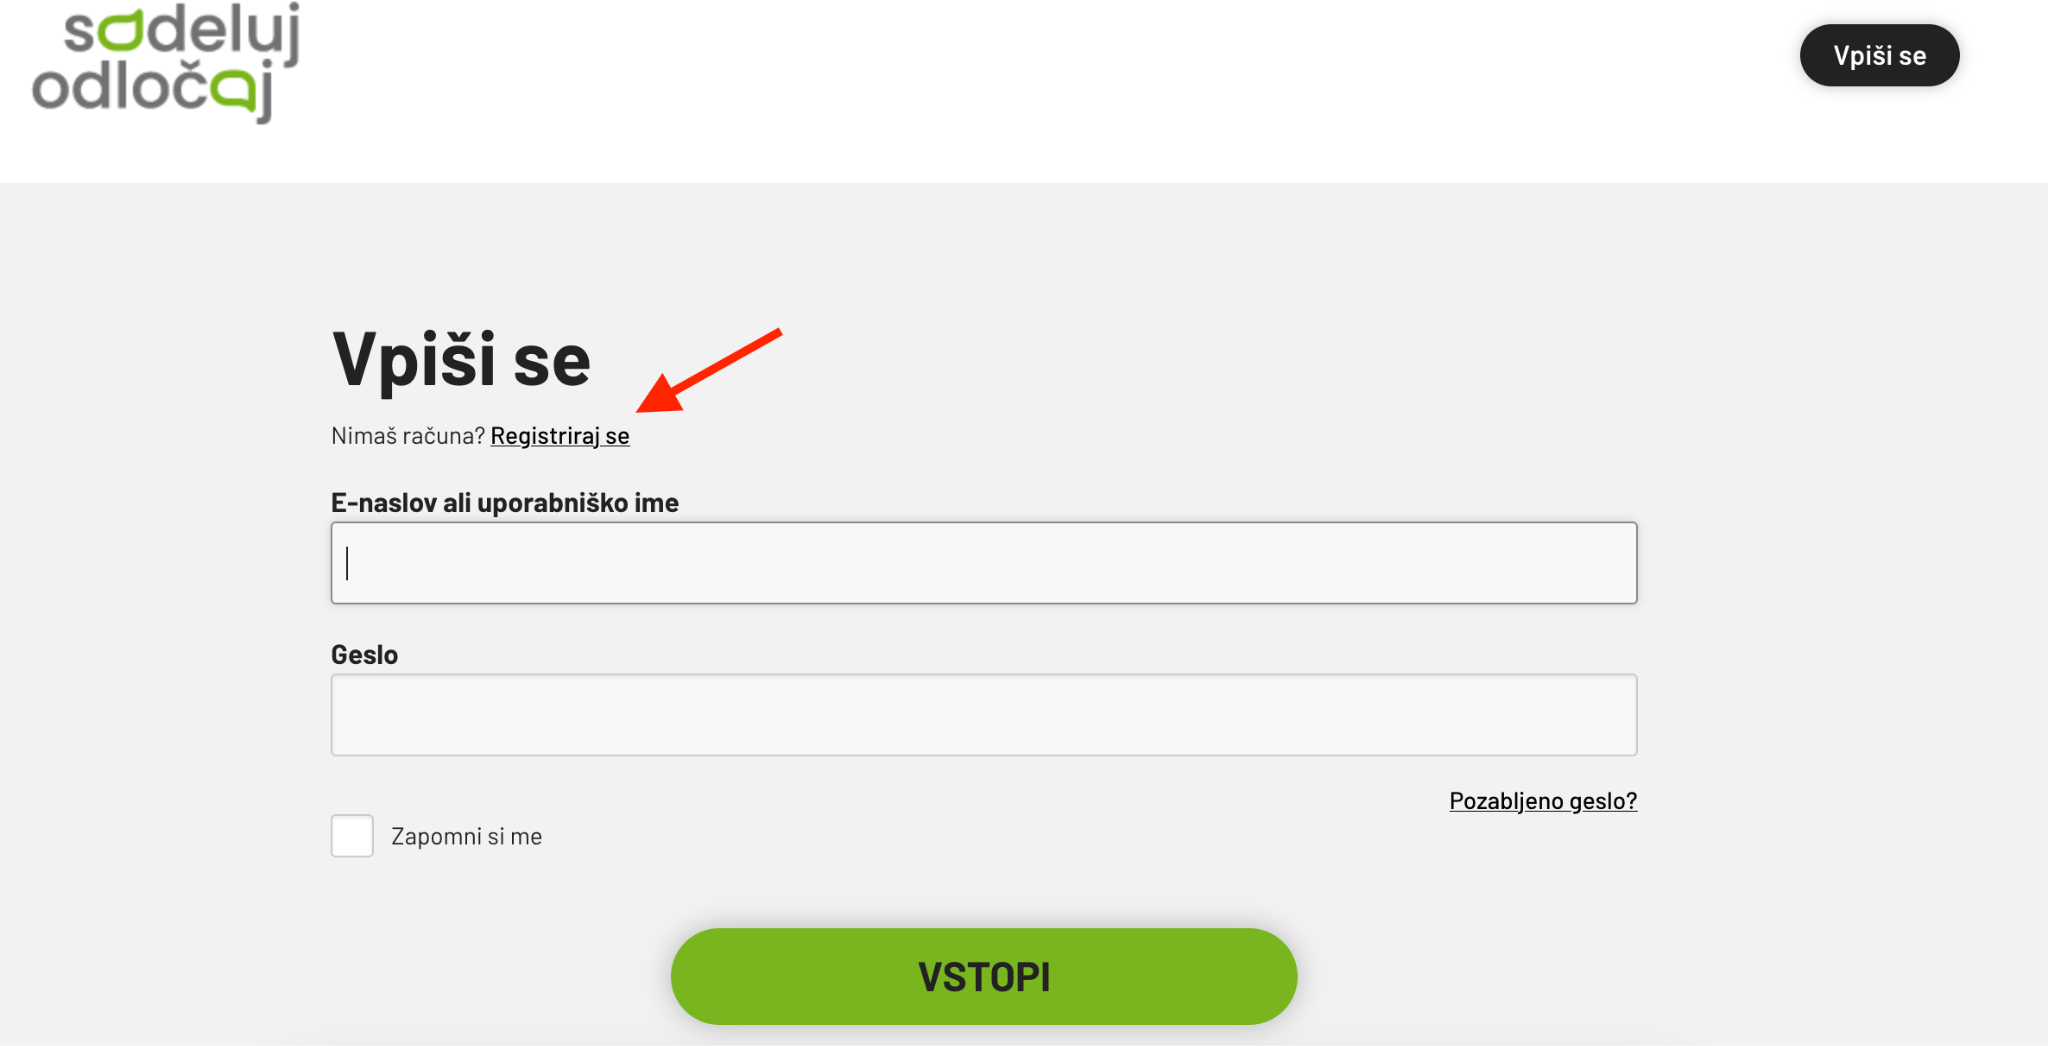 sodeluj
odločaj
Vpiši se
Vpiši se
Nimaš računa? Registriraj se
E-naslov ali uporabniško ime
Geslo
Pozabljeno geslo?
Zapomni si me
VSTOPI